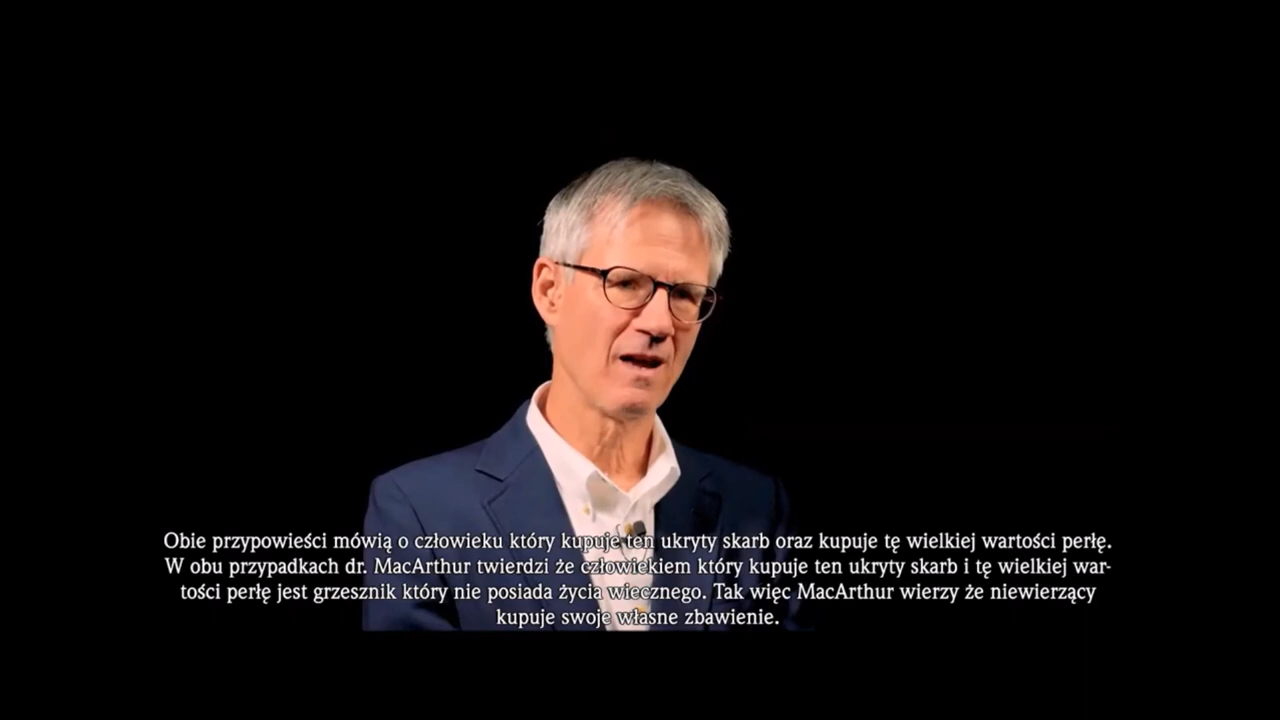 Obie przypowieści mówią o człowieku który kupuje ten ukryty skarb oraz kupuje tę wielkiej wartości perłę.
W obu przypadkach dr. MacArthur twierdzi że człowiekiem który kupuje ten ukryty skarb i tę wielkiej war-
tości perłę jest grzesznik który nie posiada życia wiecznego. Tak więc MacArthur wierzy że niewierzący
kupuje swoje własne zbawienie.